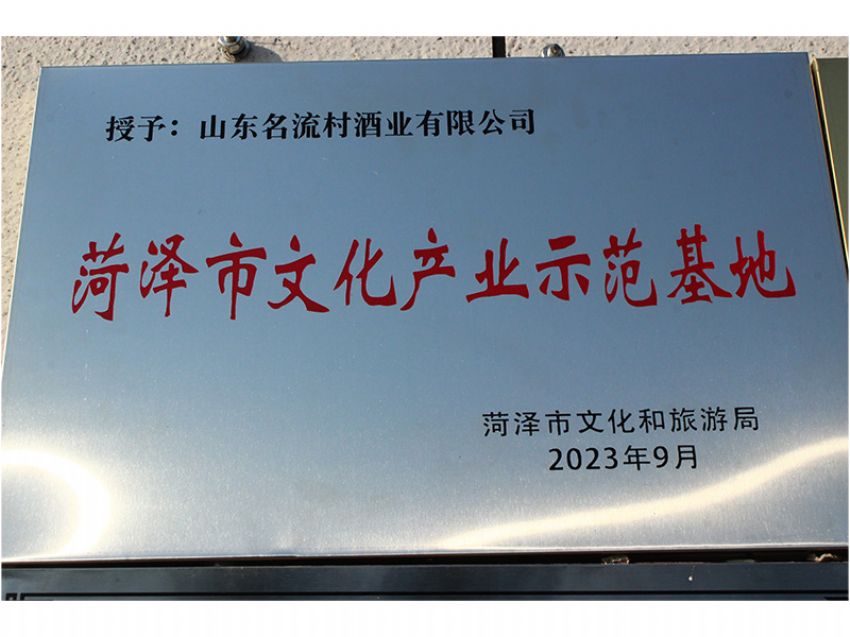 授予：山东名流村酒业有限公司
菏泽市文化产业示范基地
菏泽市文化和旅游局
2023年9月